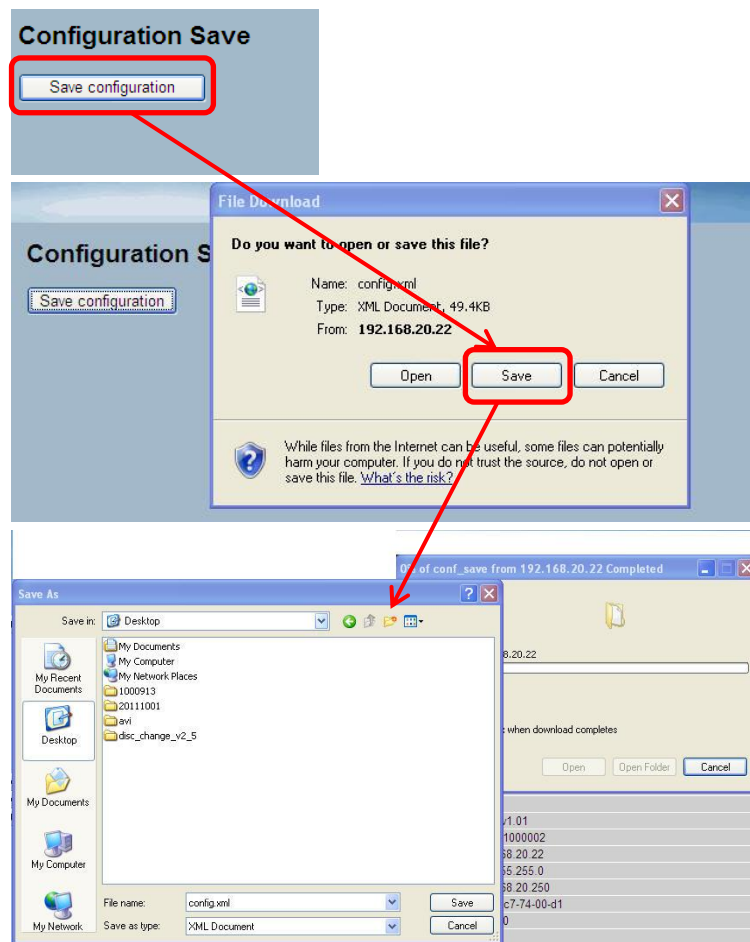 Configuration Save
Save configuration
File Download
Configuration S
Save configuration
Do you want to open or save this file?
Name: config.xml
Type: XML Document, 49.4KB
From: 192.168.20.22
Open
Save
Cancel
While files from the Internet can be useful, some files can potentially
harm your computer. If you do not trust the source, do not open or
save this file. What's the risk?
of conf_save from 192.168.20.22 Completed
Save As
Save in: Desktop
My Recent
Documents
Desktop
My Documents
My Computer
My Network
My Documents
My Computer
My Network Places
1000913
20111001
avi
disc_change_v2_5
File name: config.xml
Save
Save as type: XML Document
Cancel
8.20.22
when download completes
Open
Open Folder
Cancel
v1.01
1000002
68.20.22
55.255.0
68.20.250
c7-74-00-d1
0